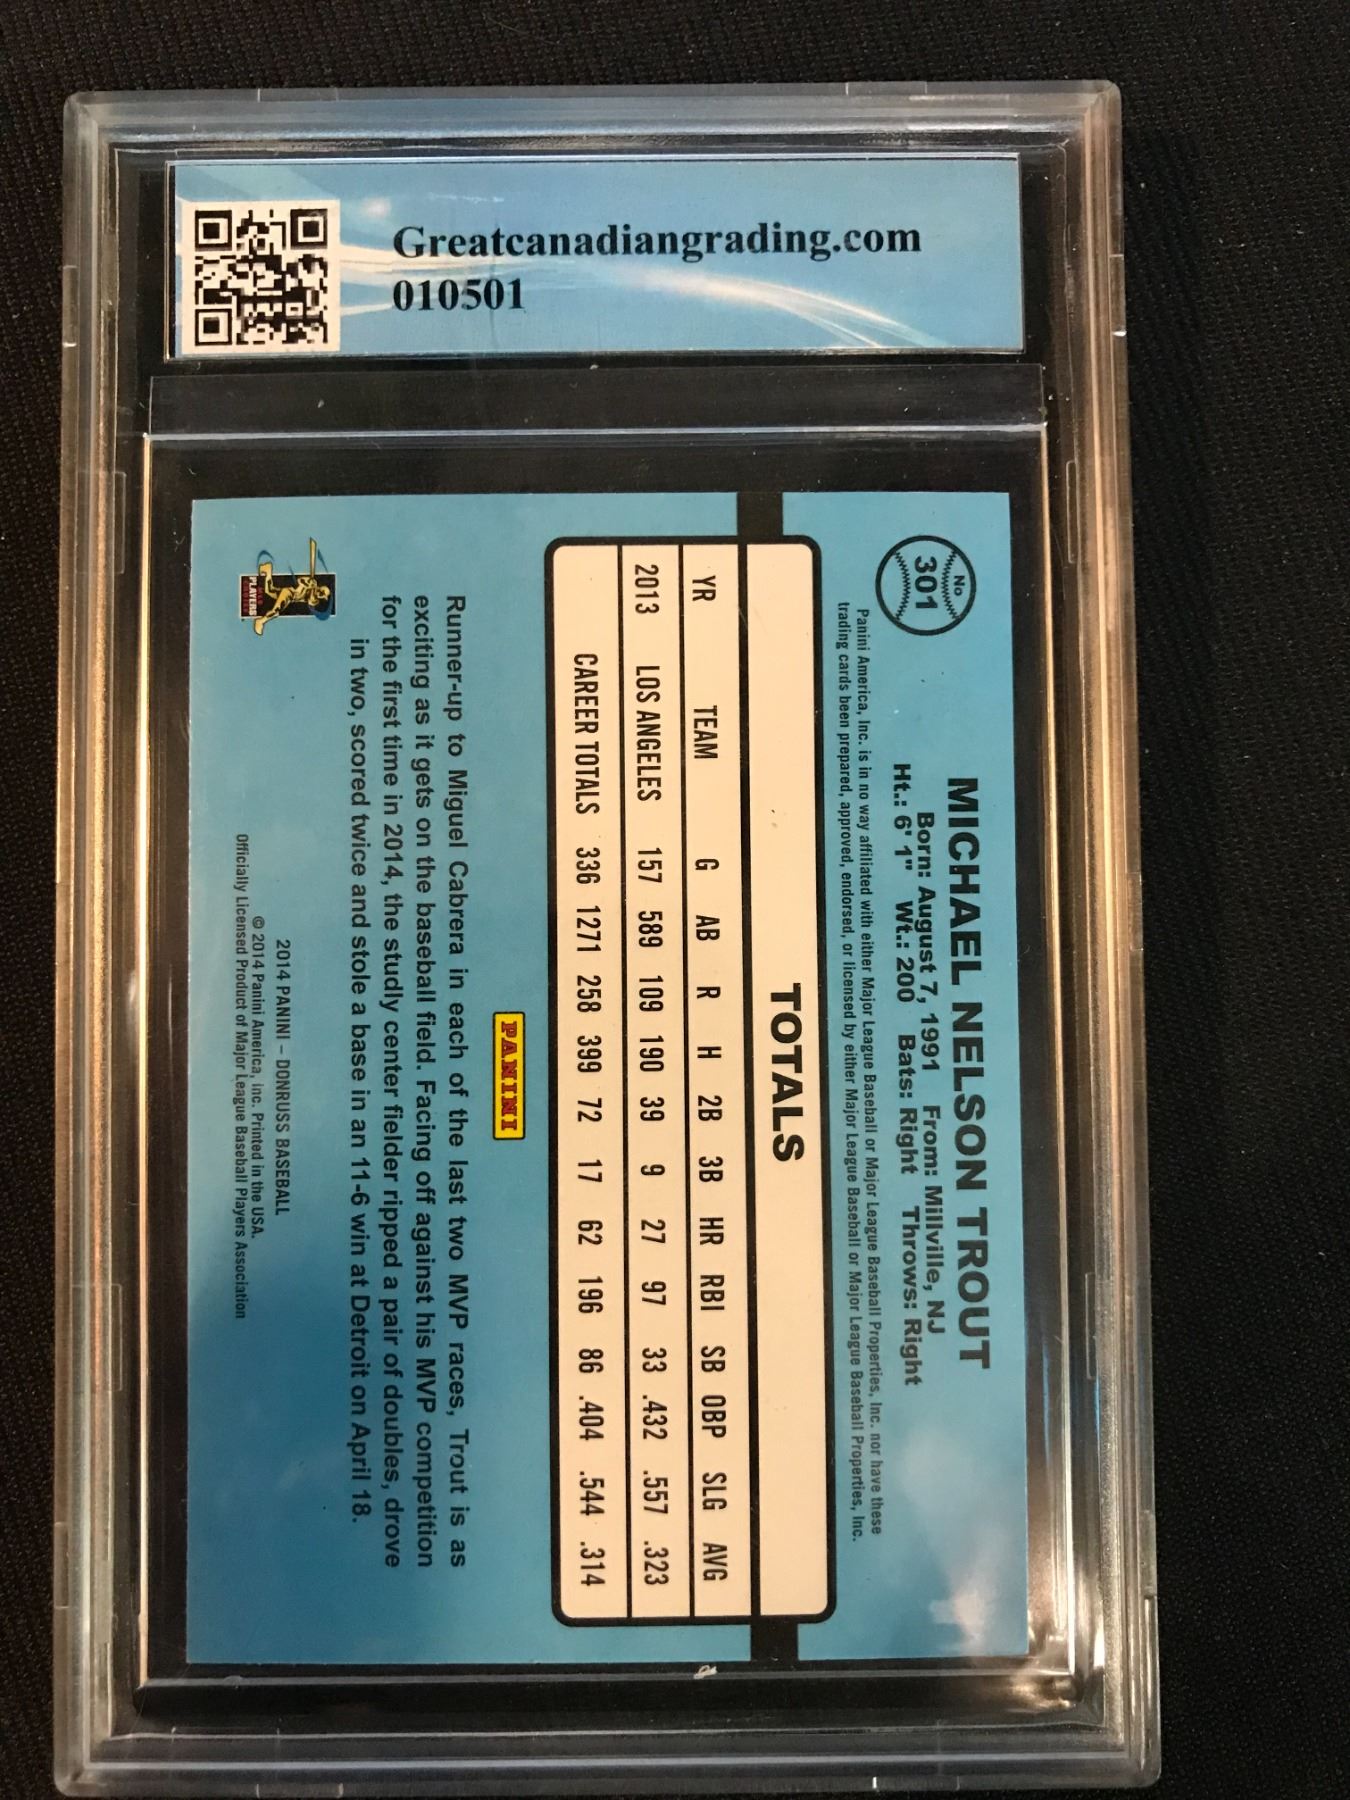 Greatcanadiangrading.com
010501
No
301
MICHAEL NELSON TROUT
Born: August 7, 1991 From: Millville, NJ
Ht.: 6' 1" Wt.: 200 Bats: Right Throws: Right
Panini America, Inc. is in no way affiliated with either Major League Baseball or Major League Baseball Properties, Inc. nor have these
trading cards been prepared, approved, endorsed, or licensed by either Major League Baseball or Major League Baseball Properties, Inc.
TOTALS
YR TEAM G AB R H 2B 3B HR RBI SB OBP SLG AVG
2013 LOS ANGELES 157 589 109 190 39 9 27 97 33 .432 .557 .323
CAREER TOTALS 336 1271 258 399 72 17 62 196 86 .404 .544 .314
PANINI
Runner-up to Miguel Cabrera in each of the last two MVP races, Trout is as
exciting as it gets on the baseball field. Facing off against his MVP competition
for the first time in 2014, the studly center fielder ripped a pair of doubles, drove
in two, scored twice and stole a base in an 11-6 win at Detroit on April 18.
PLAYERS
2014 PANINI – DONRUSS BASEBALL
© 2014 Panini America, Inc. Printed in the USA.
Officially Licensed Product of Major League Baseball Players Association